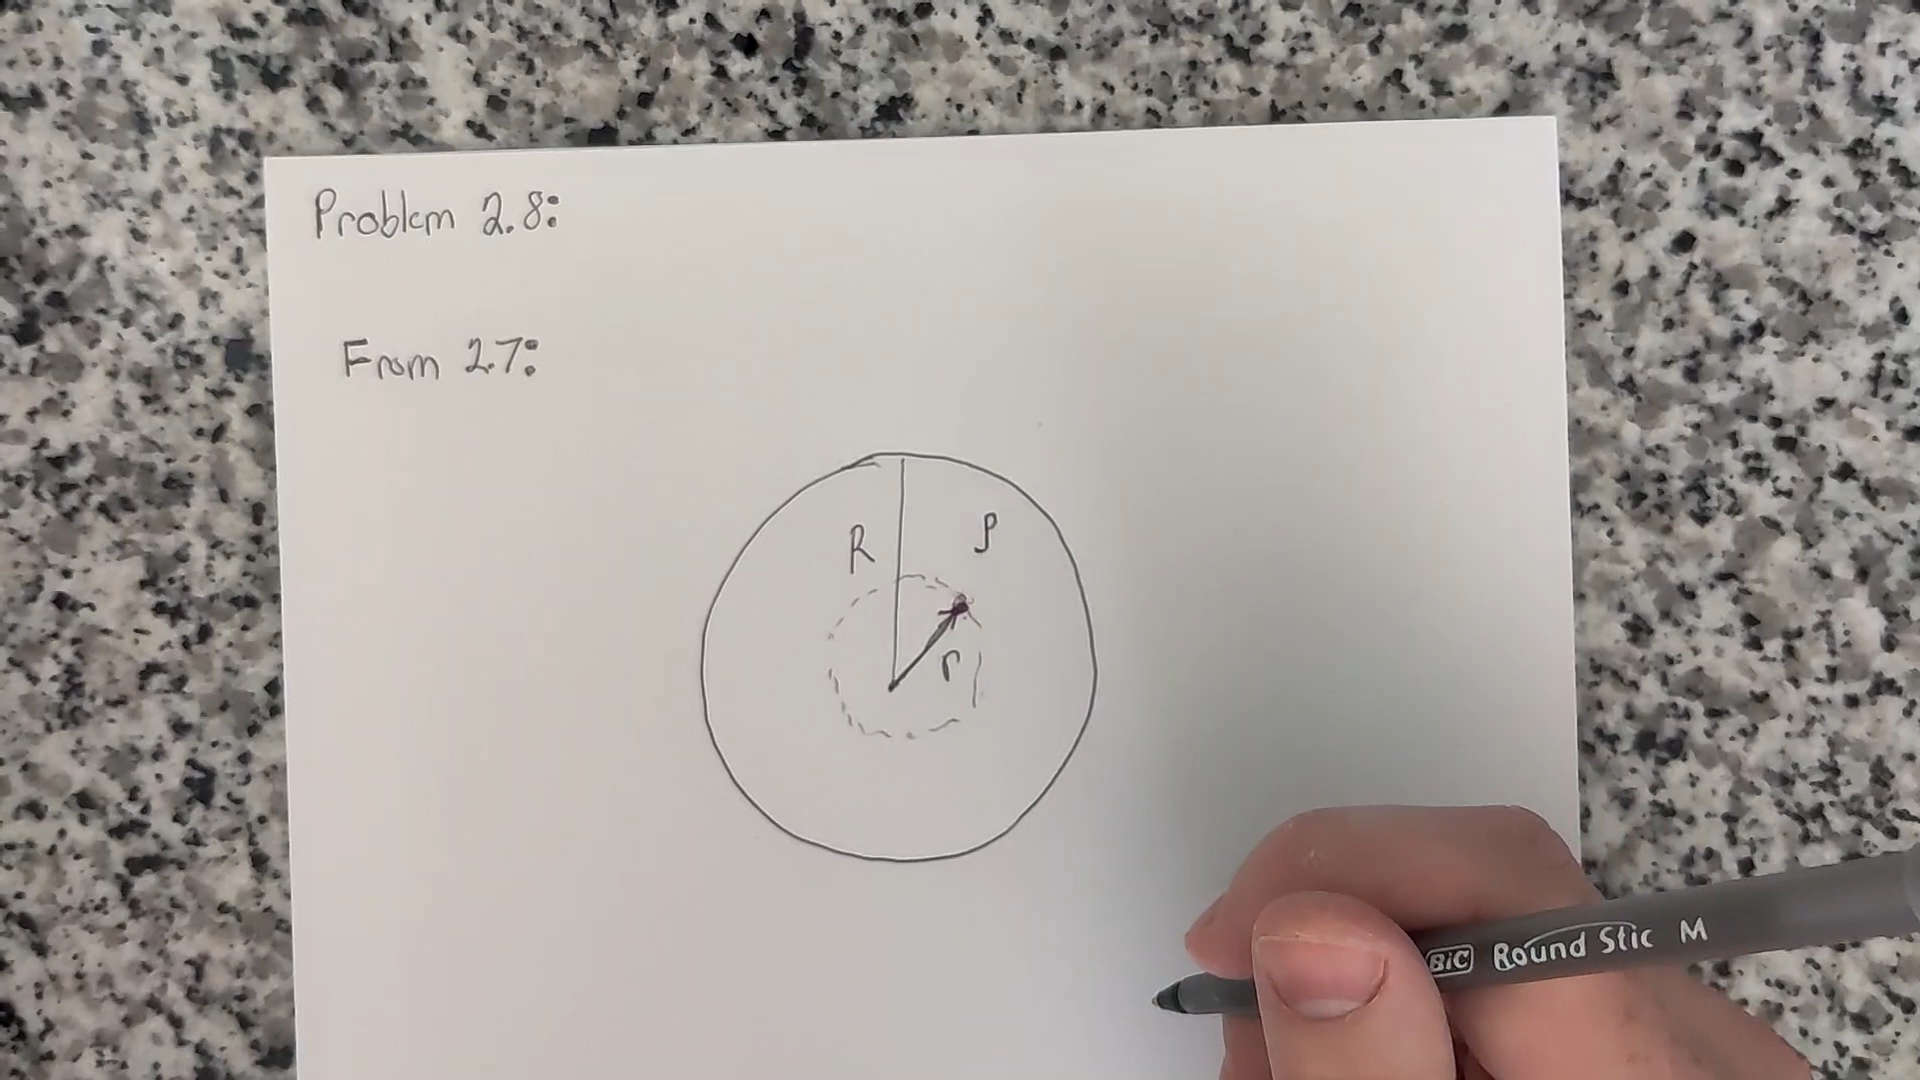 Problem 2.8:
From 2.7:
R
ρ
r
BIC Round Stic M